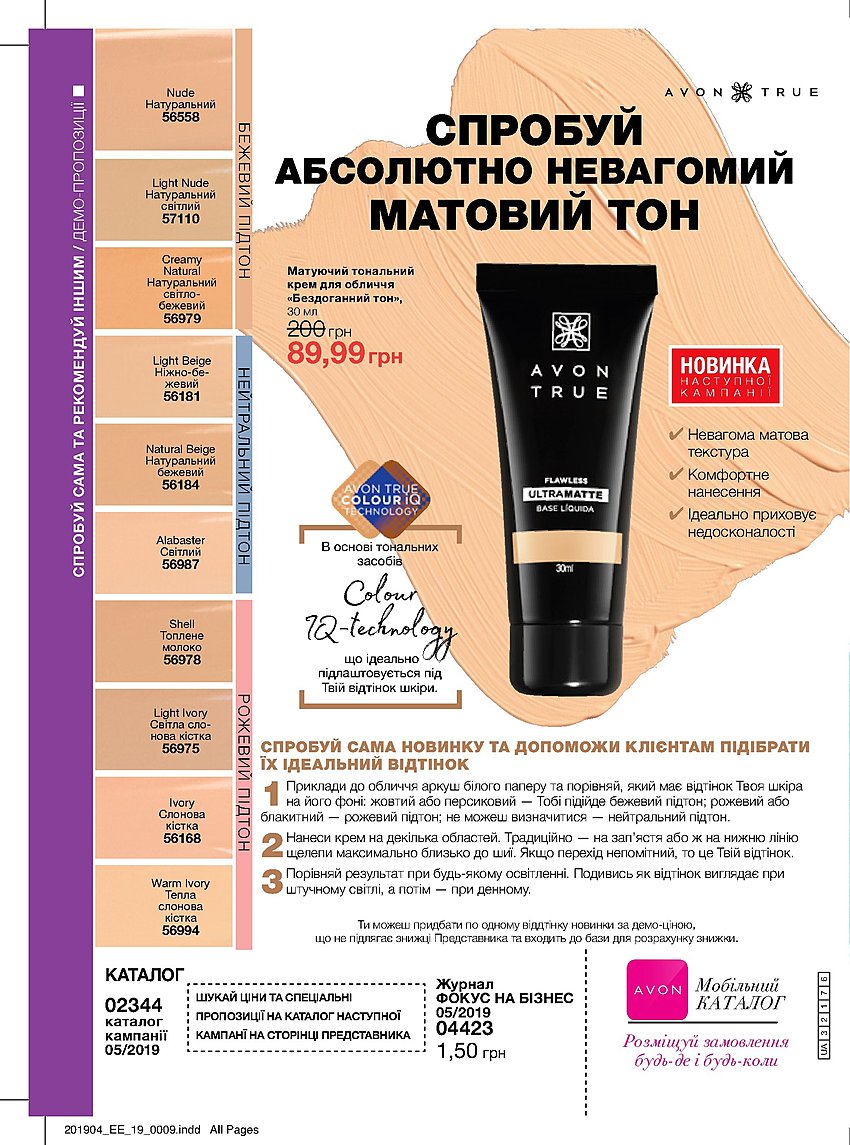 СПРОБУЙ САМА ТА РЕКОМЕНДУЙ ІНШИМ / ДЕМО-ПРОПОЗИЦІЇ
Nude
Натуральний
56558
Light Nude
Натуральний
світлий
57110
Creamy
Natural
Натуральний
світло-
бежевий
56979
БЕЖЕВИЙ ПІДТОН
Light Beige
Ніжно-бе-
жевий
56181
Natural Beige
Натуральний
бежевий
56184
Alabaster
Світлий
56987
НЕЙТРАЛЬНИЙ ПІДТОН
Shell
Топлене
молоко
56978
Light Ivory
Світла сло-
нова кістка
56975
Ivory
Слонова
кістка
56168
Warm Ivory
Тепла
слонова
кістка
56994
РОЖЕВИЙ ПІДТОН
AVON TRUE
СПРОБУЙ
АБСОЛЮТНО НЕВАГОМИЙ
МАТОВИЙ ТОН
Матуючий тональний
крем для обличчя
«Бездоганний тон»,
30 мл
200 грн
89,99 грн
AVON
TRUE
FLAWLESS
ULTRAMATTE
BASE LÍQUIDA
30ml
НОВИНКА
НАСТУПНОЇ
КАМПАНІЇ
Невагома матова
текстура
Комфортне
нанесення
Ідеально приховує
недосконалості
AVON TRUE
COLOUR iQ
TECHNOLOGY
В основі тональних
засобів
Colour
IQ-technology
що ідеально
підлаштовується під
Твій відтінок шкіри.
СПРОБУЙ САМА НОВИНКУ ТА ДОПОМОЖИ КЛІЄНТАМ ПІДІБРАТИ
ЇХ ІДЕАЛЬНИЙ ВІДТІНОК
1 Приклади до обличчя аркуш білого паперу та порівняй, який має відтінок Твоя шкіра
на його фоні: жовтий або персиковий — Тобі підійде бежевий підтон; рожевий або
блакитний — рожевий підтон; не можеш визначитися — нейтральний підтон.
2 Нанеси крем на декілька областей. Традиційно — на зап'ястя або ж на нижню лінію
щелепи максимально близько до шиї. Якщо перехід непомітний, то це Твій відтінок.
3 Порівняй результат при будь-якому освітленні. Подивись як відтінок виглядає при
штучному світлі, а потім — при денному.
Ти можеш придбати по одному віддтінку новинки за демо-ціною,
що не підлягає знижці Представника та входить до бази для розрахунку знижки.
КАТАЛОГ
02344
каталог
кампанії
05/2019
ШУКАЙ ЦІНИ ТА СПЕЦІАЛЬНІ
ПРОПОЗИЦІЇ НА КАТАЛОГ НАСТУПНОЇ
КАМПАНЇ НА СТОРІНЦІ ПРЕДСТАВНИКА
Журнал
ФОКУС НА БІЗНЕС
05/2019
04423
1,50 грн
AVON
Мобільний
КАТАЛОГ
Розміщуй замовлення
будь-де і будь-коли
UA 3 2 1 7 6
201904_EE_19_0009.indd All Pages